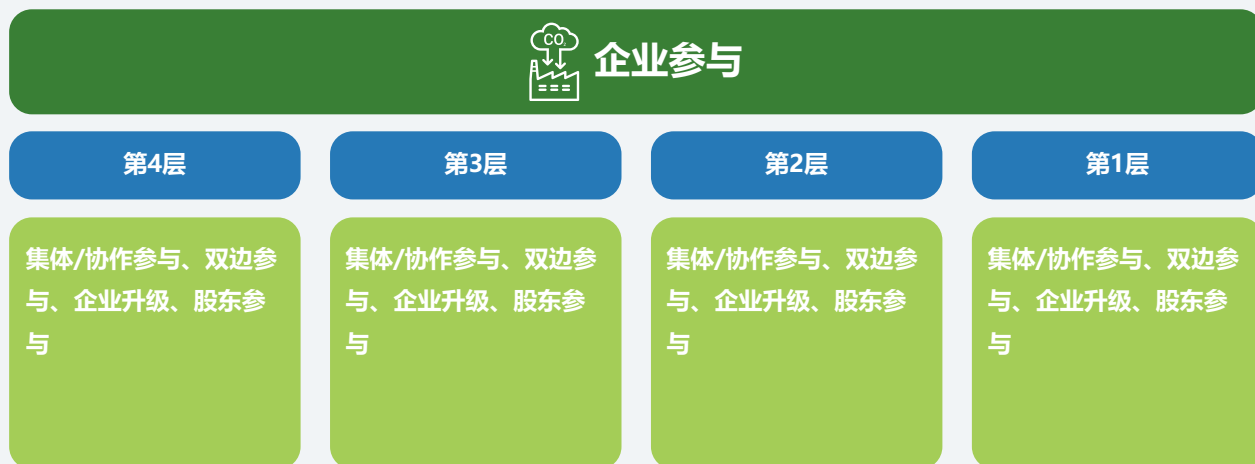 CO₂
企业参与
第4层
第3层
第2层
第1层
集体/协作参与、双边参
与、企业升级、股东参
与
集体/协作参与、双边参
与、企业升级、股东参
与
集体/协作参与、双边参
与、企业升级、股东参
与
集体/协作参与、双边参
与、企业升级、股东参
与